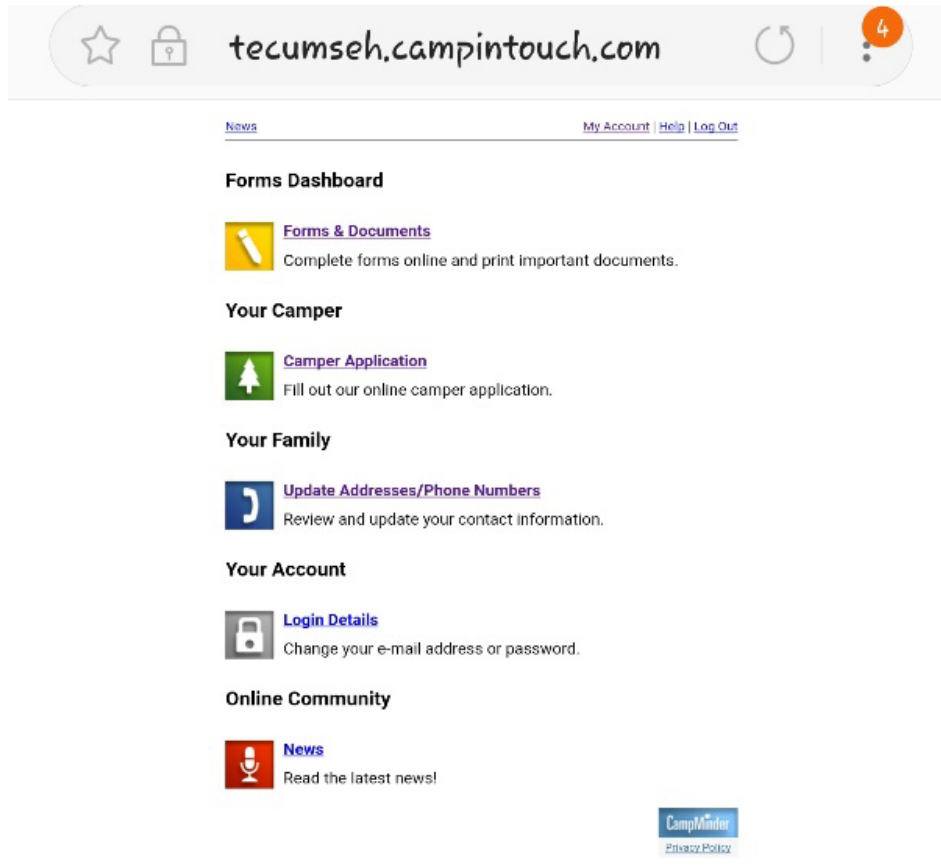 tecumseh.campintouch.com
4
News
My Account | Help | Log Out
Forms Dashboard
Forms & Documents
Complete forms online and print important documents.
Your Camper
Camper Application
Fill out our online camper application.
Your Family
Update Addresses/Phone Numbers
Review and update your contact information.
Your Account
Login Details
Change your e-mail address or password.
Online Community
News
Read the latest news!
CampMinder
Privacy Policy